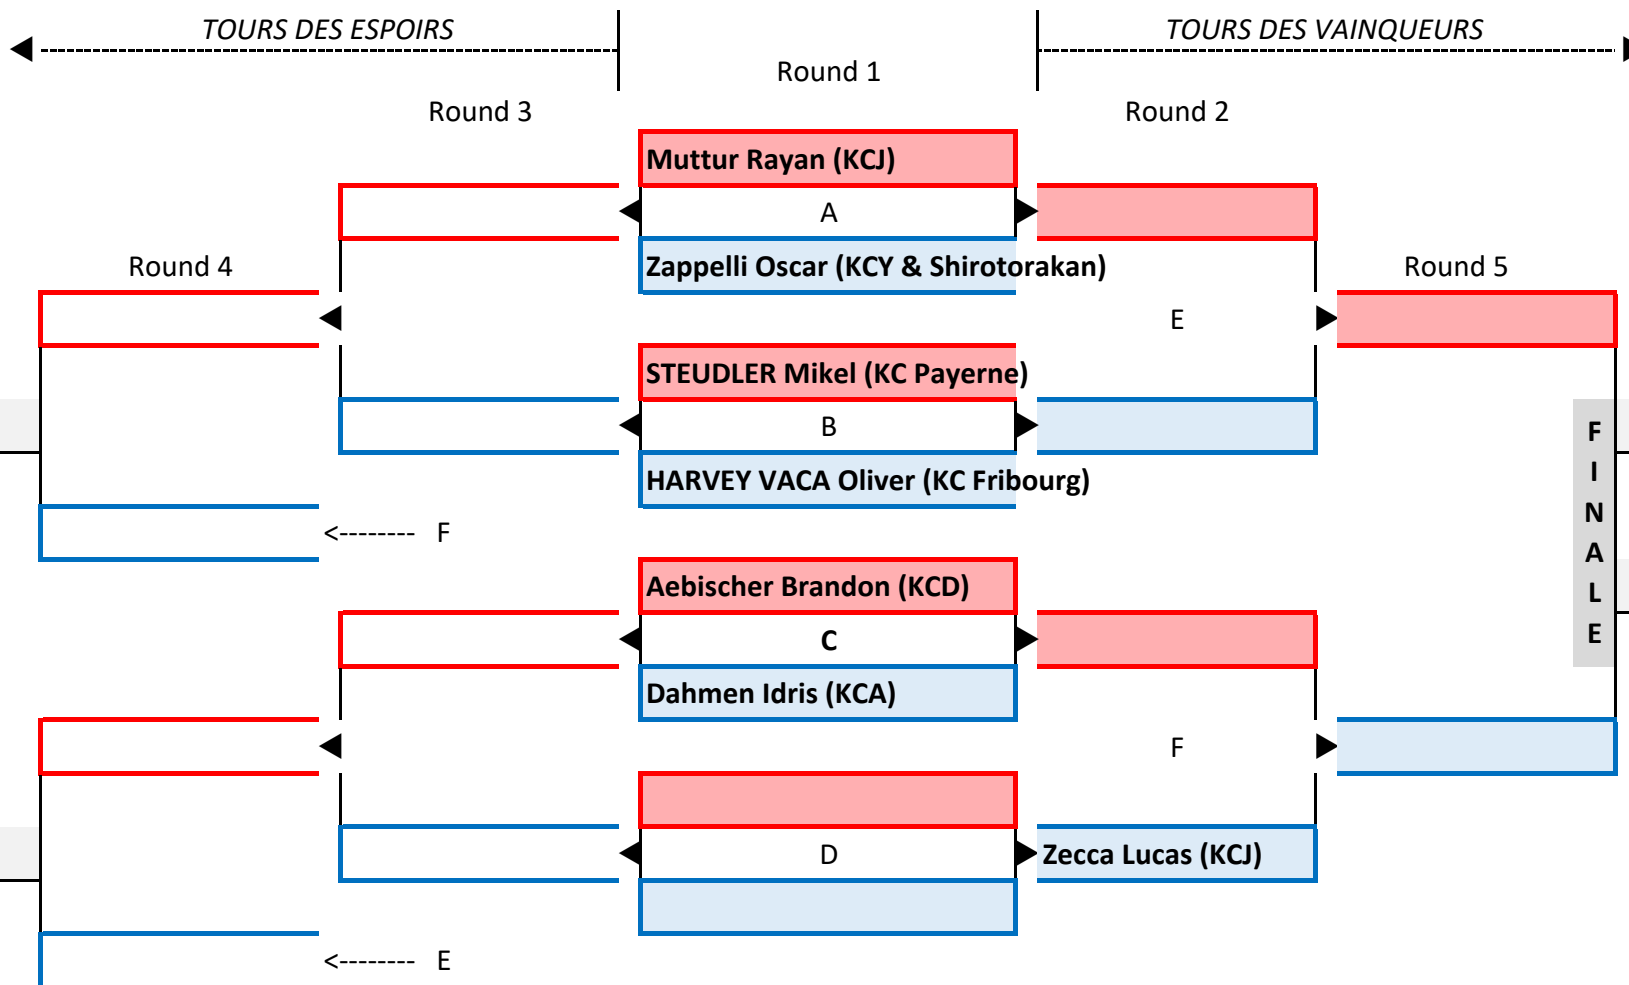 TOURS DES ESPOIRS
TOURS DES VAINQUEURS
Round 1
Round 3
Round 2
Muttur Rayan (KCJ)
A
Zappelli Oscar (KCY & Shirotorakan)
Round 4
Round 5
E
STEUDLER Mikel (KC Payerne)
B
HARVEY VACA Oliver (KC Fribourg)
F
I
N
A
L
E
<-------- F
Aebischer Brandon (KCD)
C
Dahmen Idris (KCA)
F
D
Zecca Lucas (KCJ)
<-------- E